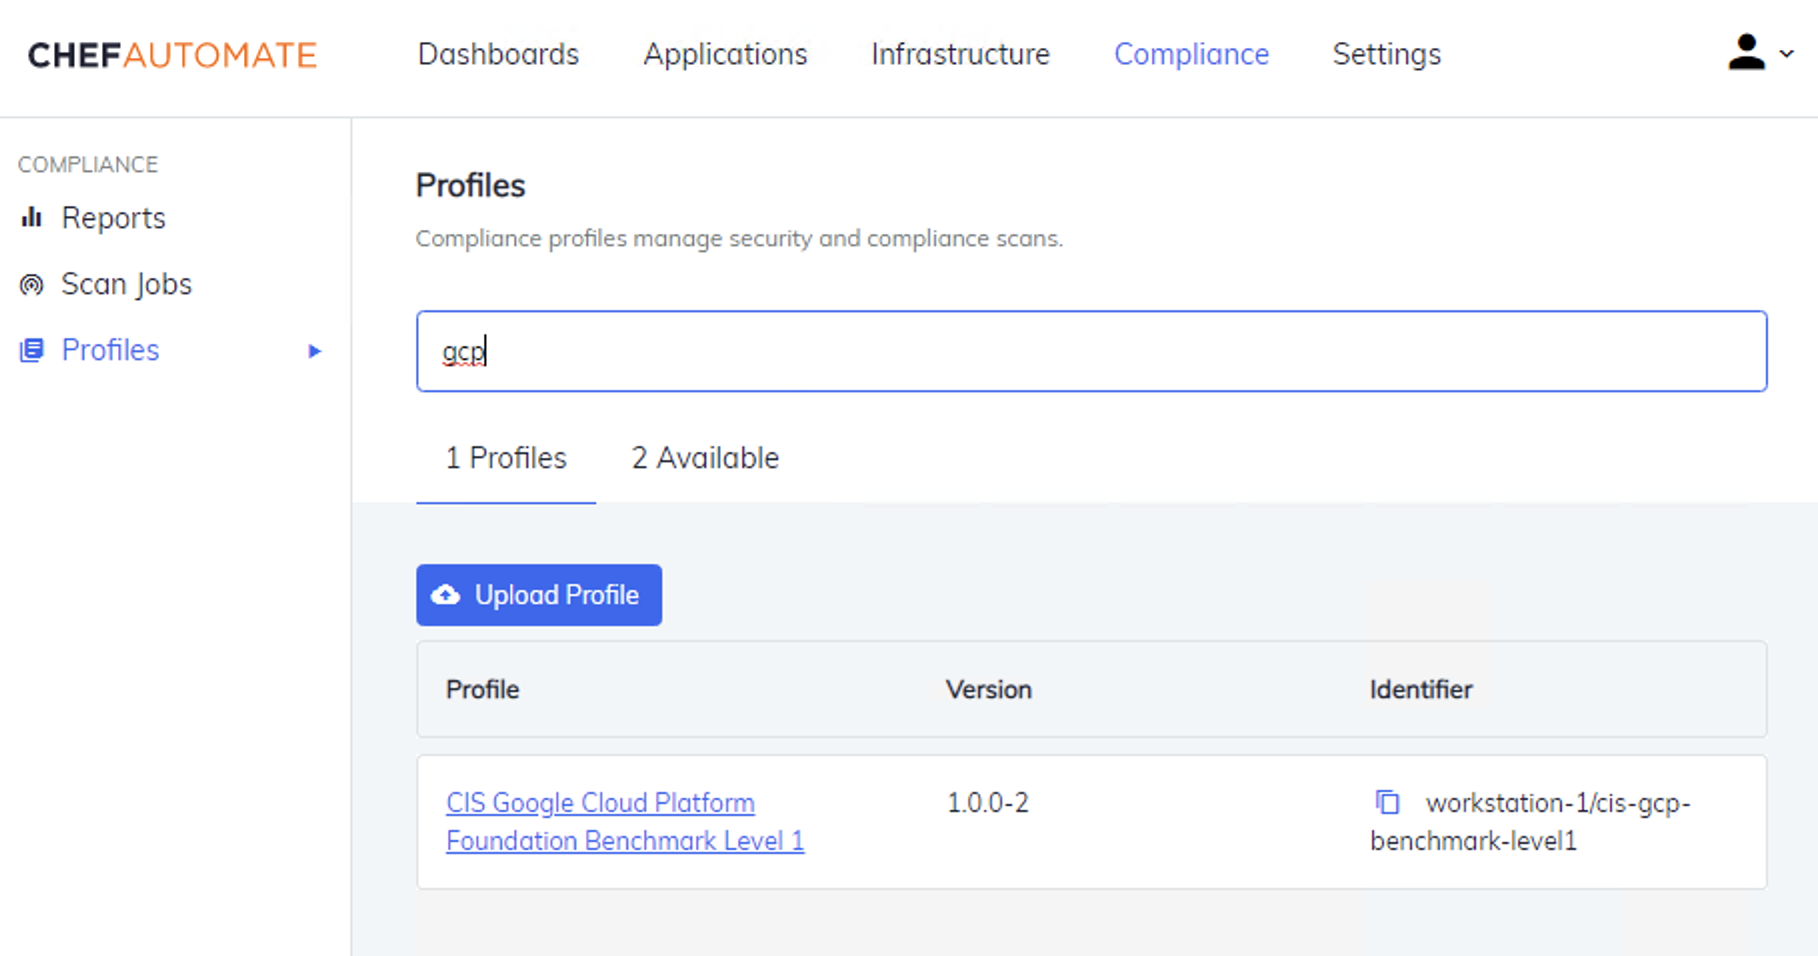 CHEFAUTOMATE
Dashboards
Applications
Infrastructure
Compliance
Settings
COMPLIANCE
Reports
Scan Jobs
Profiles
Profiles
Compliance profiles manage security and compliance scans.
gcp
1 Profiles
2 Available
Upload Profile
Profile
Version
Identifier
CIS Google Cloud Platform
Foundation Benchmark Level 1
1.0.0-2
workstation-1/cis-gcp-
benchmark-level1